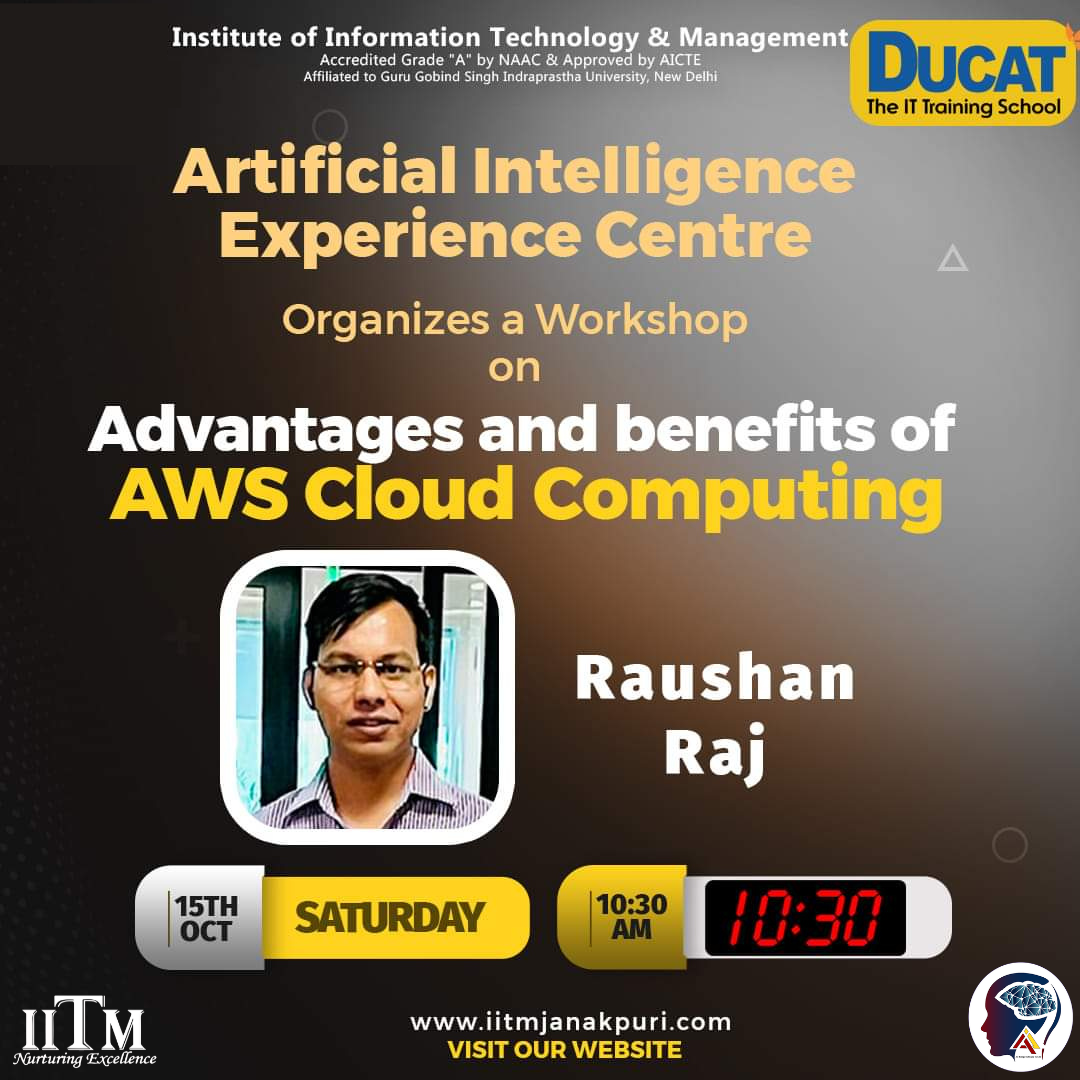 Institute of Information Technology & Management
Accredited Grade "A" by NAAC & Approved by AICTE
Affiliated to Guru Gobind Singh Indraprastha University, New Delhi
DUCAT
The IT Training School
Artificial Intelligence
Experience Centre
Organizes a Workshop
on
Advantages and benefits of
AWS Cloud Computing
Raushan
Raj
15TH
OCT
SATURDAY
10:30
AM
10:30
IITM
Nurturing Excellence
www.iitmjanakpuri.com
VISIT OUR WEBSITE